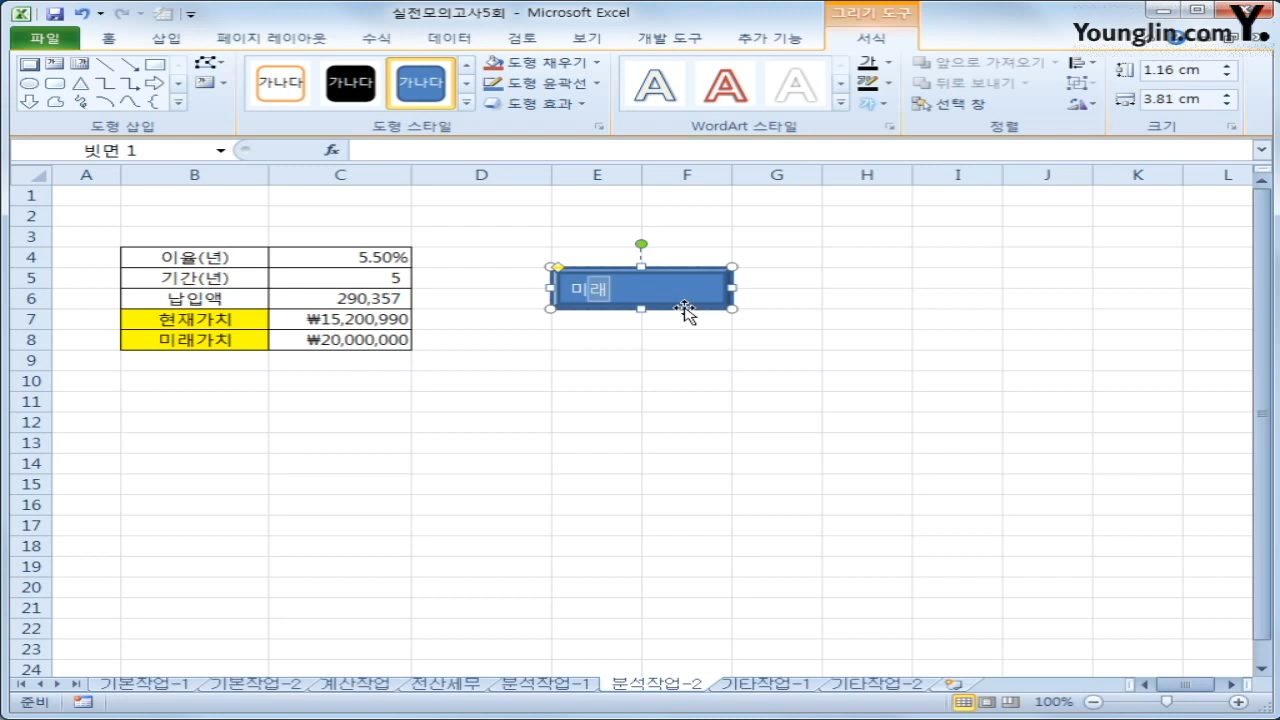 실전모의고사5회 - Microsoft Excel
그리기 도구
YoungJin.com Y.
파일 홈 삽입 페이지 레이아웃 수식 데이터 검토 보기 개발 도구 추가 기능 서식
가나다 가나다 가나다
도형 채우기
도형 윤곽선
도형 효과
A A A
가
앞으로 가져오기
뒤로 보내기
선택 창
1.16 cm
3.81 cm
도형 삽입 도형 스타일 WordArt 스타일 정렬 크기
빗면 1 fx
A B C D E F G H I J K L
1
2
3
4 이율(년) 5.50%
5 기간(년) 5 미래
6 납입액 290,357
7 현재가치 ₩15,200,990
8 미래가치 ₩20,000,000
9
10
11
12
13
14
15
16
17
18
19
20
21
22
23
24
기본작업-1 기본작업-2 계산작업 전산세무 분석작업-1 분석작업-2 기타작업-1 기타작업-2
준비 100%